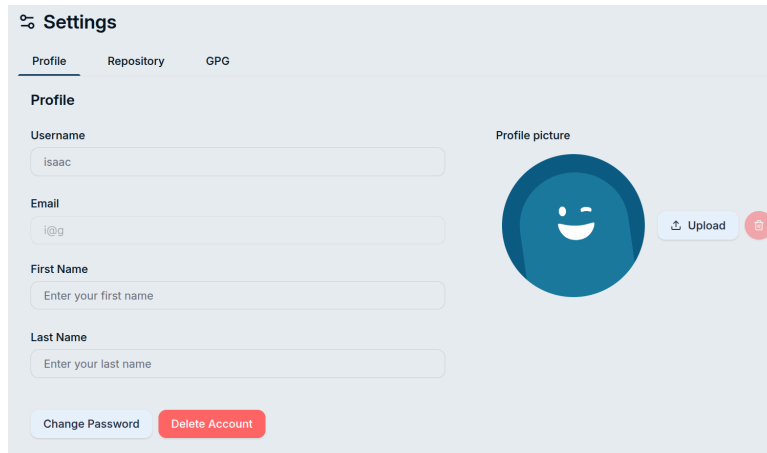 Settings
Profile Repository GPG
Profile
Username
isaac
Email
i@g
First Name
Enter your first name
Last Name
Enter your last name
Change Password Delete Account
Profile picture
Upload